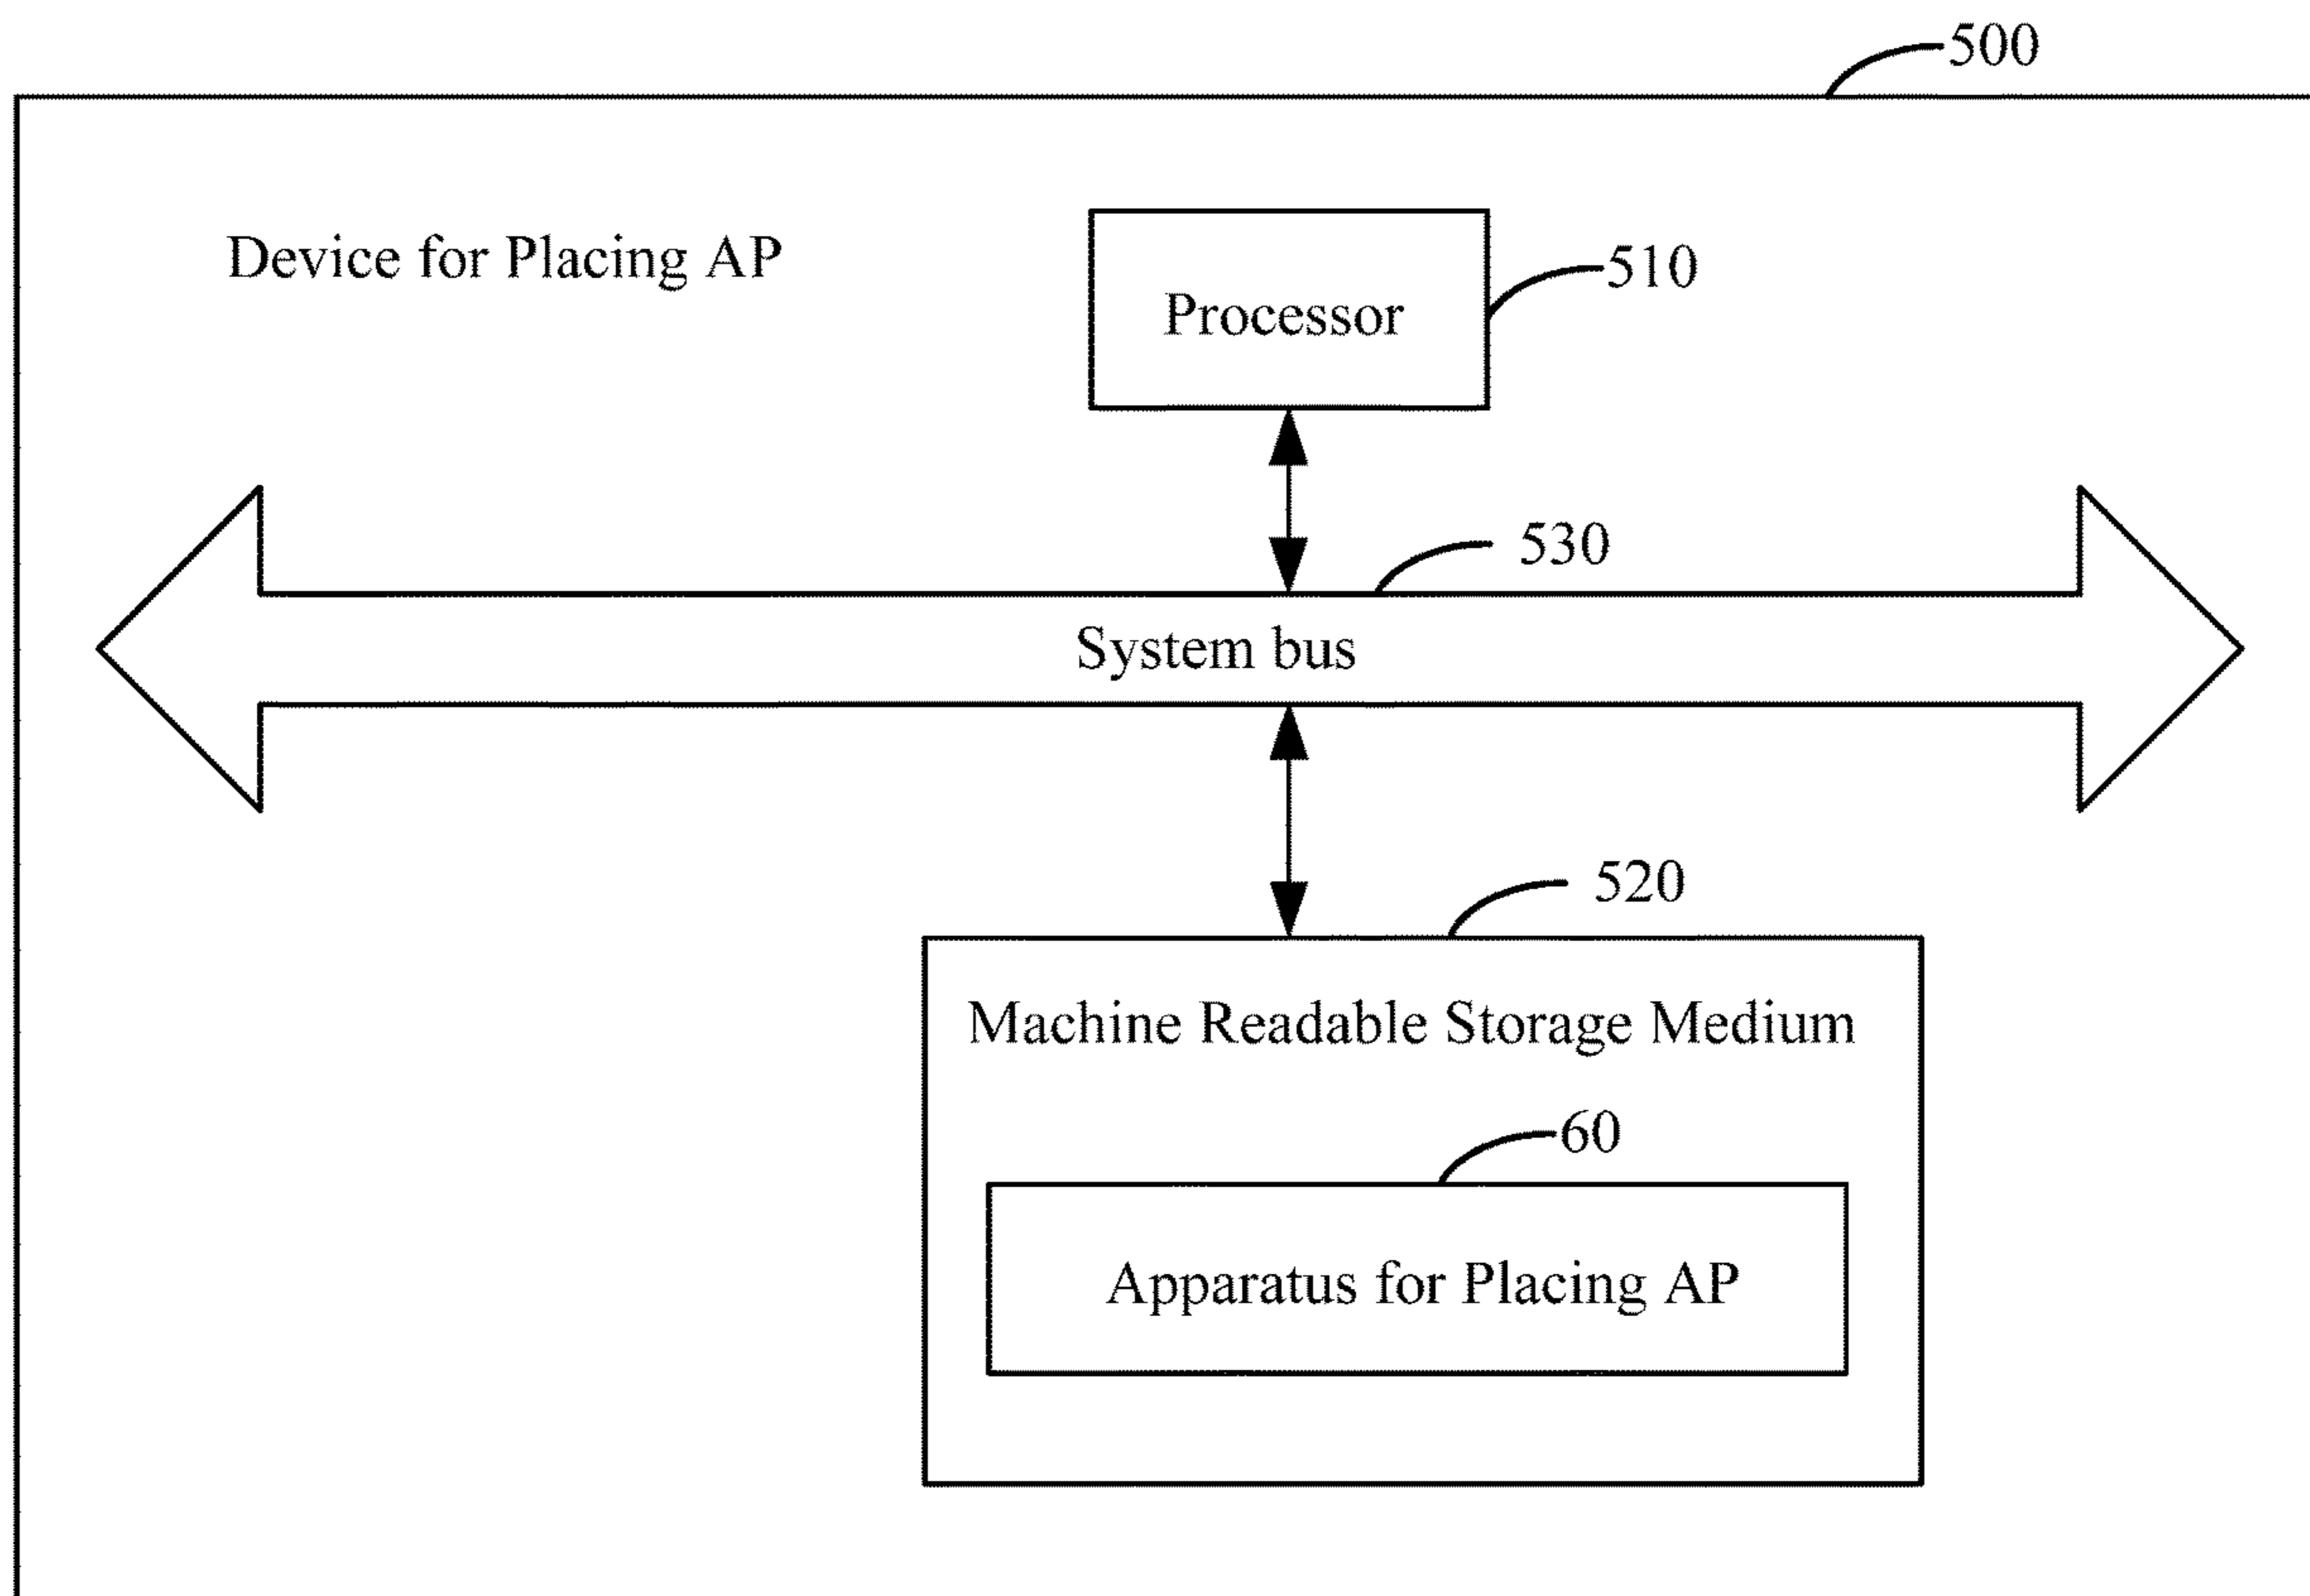 500
Device for Placing AP
Processor
510
530
System bus
520
Machine Readable Storage Medium
60
Apparatus for Placing AP